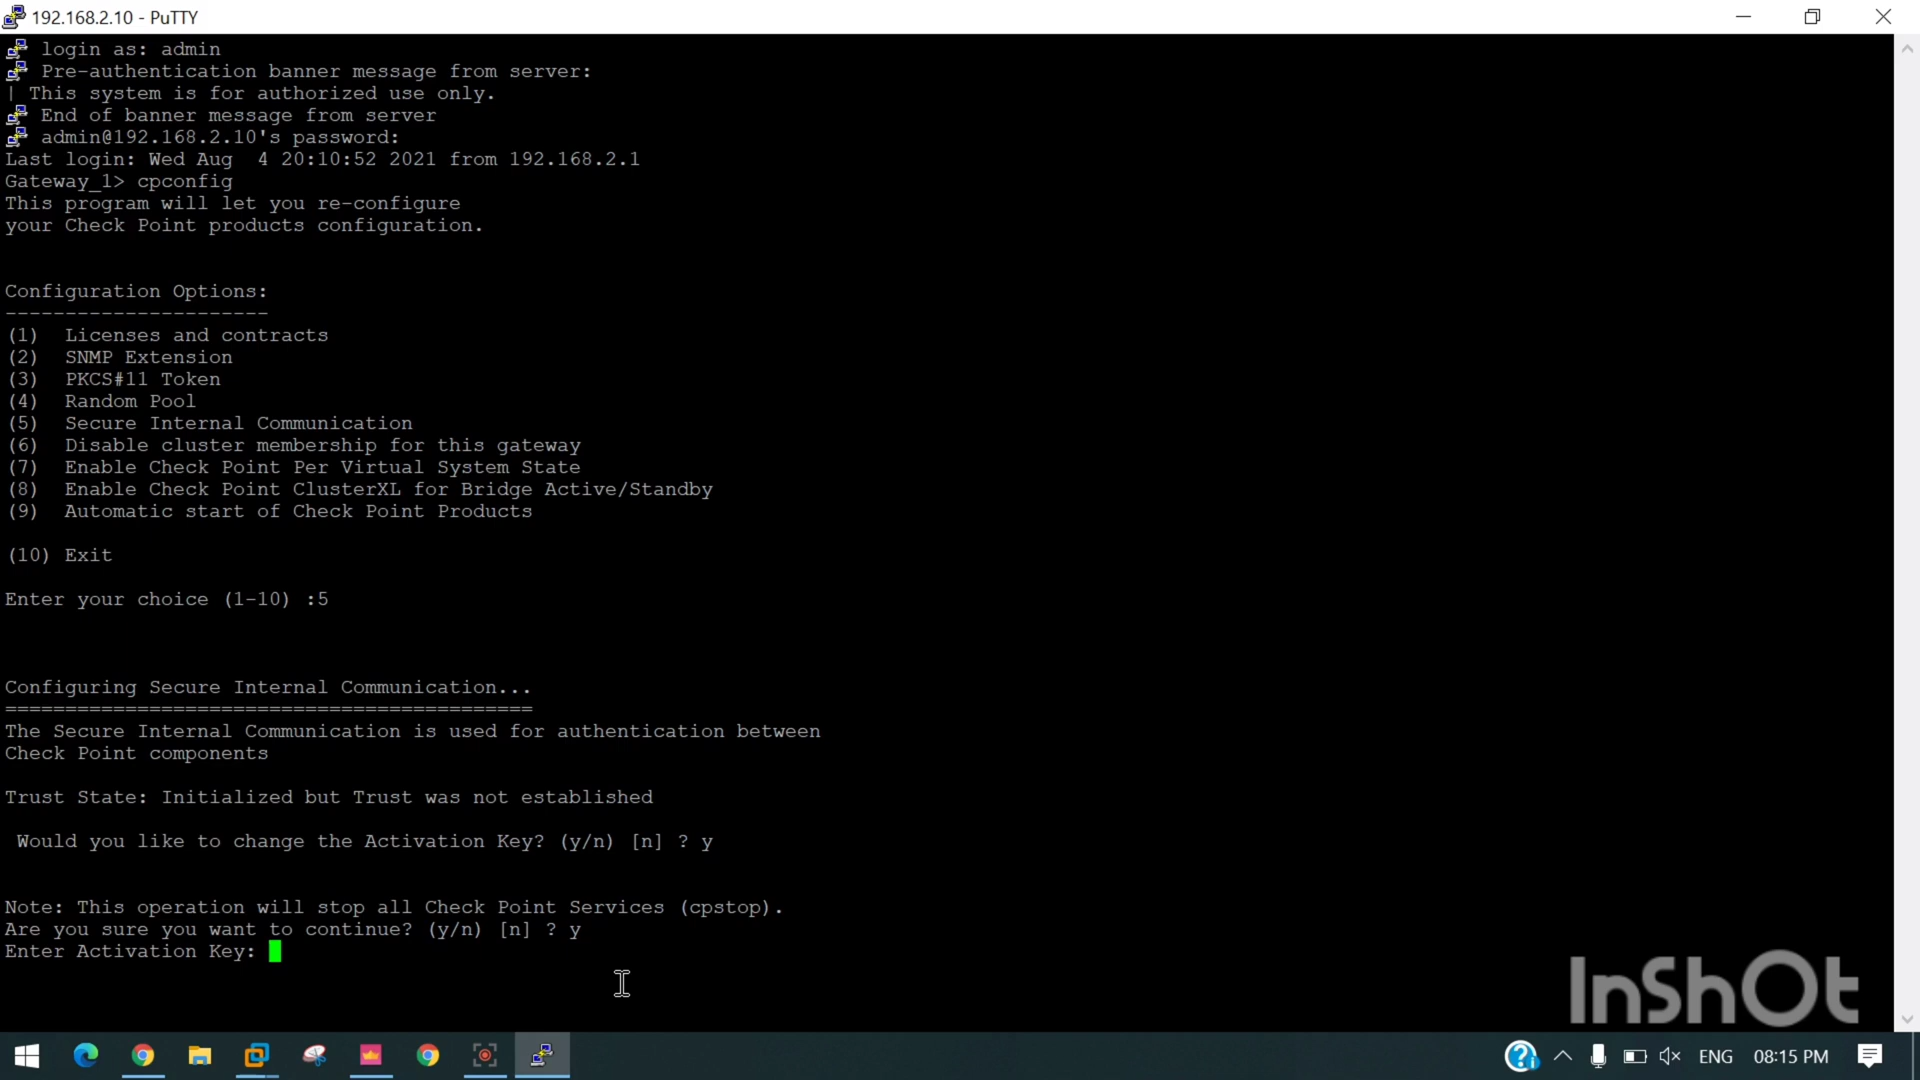 192.168.2.10 - PuTTY
login as: admin
Pre-authentication banner message from server:
| This system is for authorized use only.
End of banner message from server
admin@192.168.2.10's password:
Last login: Wed Aug  4 20:10:52 2021 from 192.168.2.1
Gateway_1> cpconfig
This program will let you re-configure
your Check Point products configuration.
Configuration Options:
----------------------
(1)  Licenses and contracts
(2)  SNMP Extension
(3)  PKCS#11 Token
(4)  Random Pool
(5)  Secure Internal Communication
(6)  Disable cluster membership for this gateway
(7)  Enable Check Point Per Virtual System State
(8)  Enable Check Point ClusterXL for Bridge Active/Standby
(9)  Automatic start of Check Point Products
(10) Exit
Enter your choice (1-10) :5
Configuring Secure Internal Communication...
============================================
The Secure Internal Communication is used for authentication between
Check Point components
Trust State: Initialized but Trust was not established
Would you like to change the Activation Key? (y/n) [n] ? y
Note: This operation will stop all Check Point Services (cpstop).
Are you sure you want to continue? (y/n) [n] ? y
Enter Activation Key:
InShOt
ENG 08:15 PM